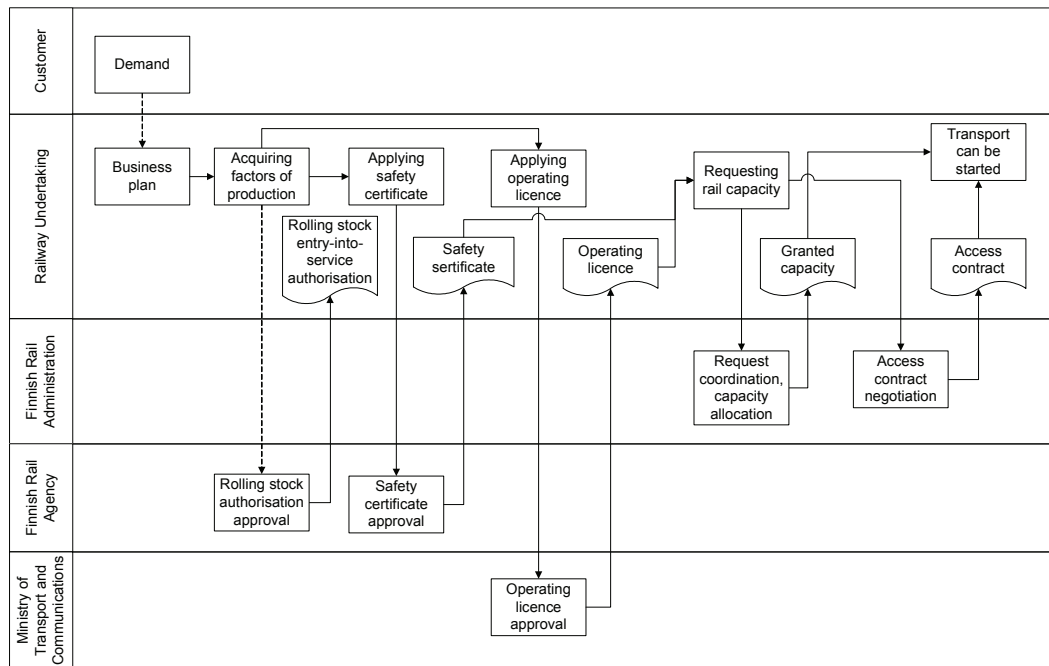 Customer
Demand
Railway Undertaking
Business
plan
Acquiring
factors of
production
Applying
safety
certificate
Applying
operating
licence
Requesting
rail capacity
Transport
can be
started
Rolling stock
entry-into-
service
authorisation
Safety
sertificate
Operating
licence
Granted
capacity
Access
contract
Finnish Rail
Administration
Request
coordination,
capacity
allocation
Access
contract
negotiation
Finnish Rail
Agency
Rolling stock
authorisation
approval
Safety
certificate
approval
Ministry of
Transport and
Communications
Operating
licence
approval